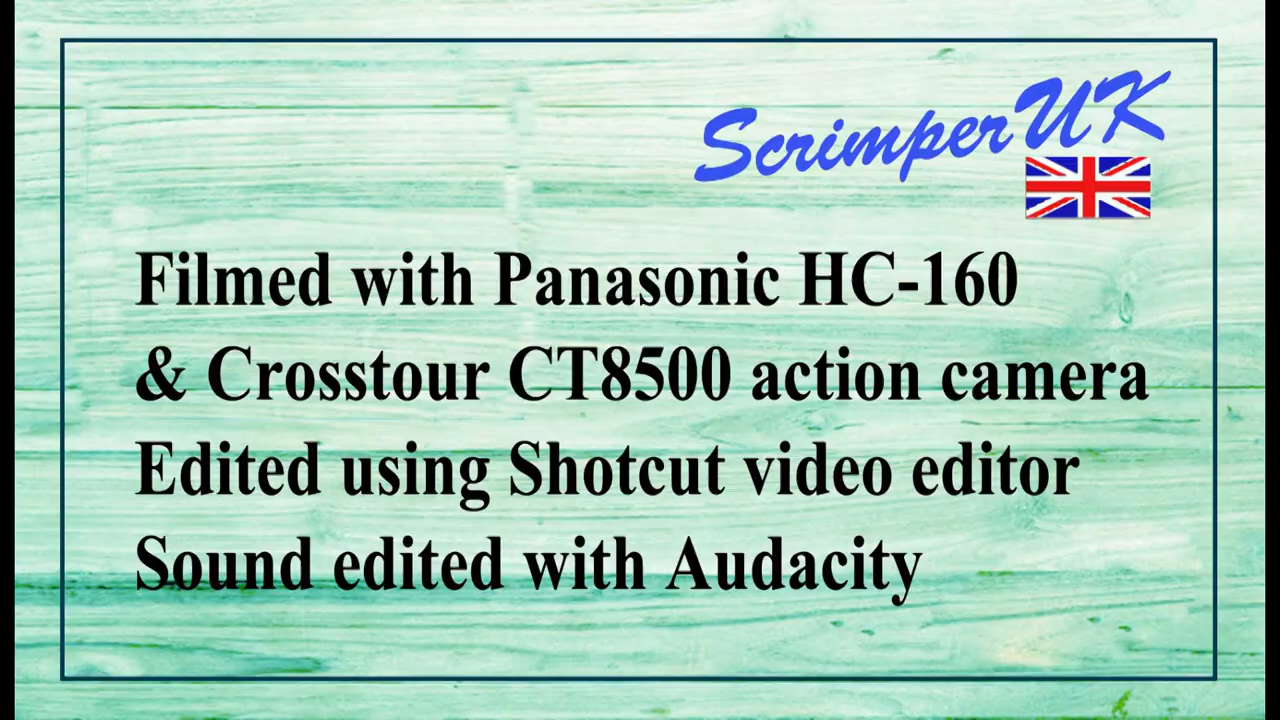 ScrimperUK
Filmed with Panasonic HC-160
& Crosstour CT8500 action camera
Edited using Shotcut video editor
Sound edited with Audacity